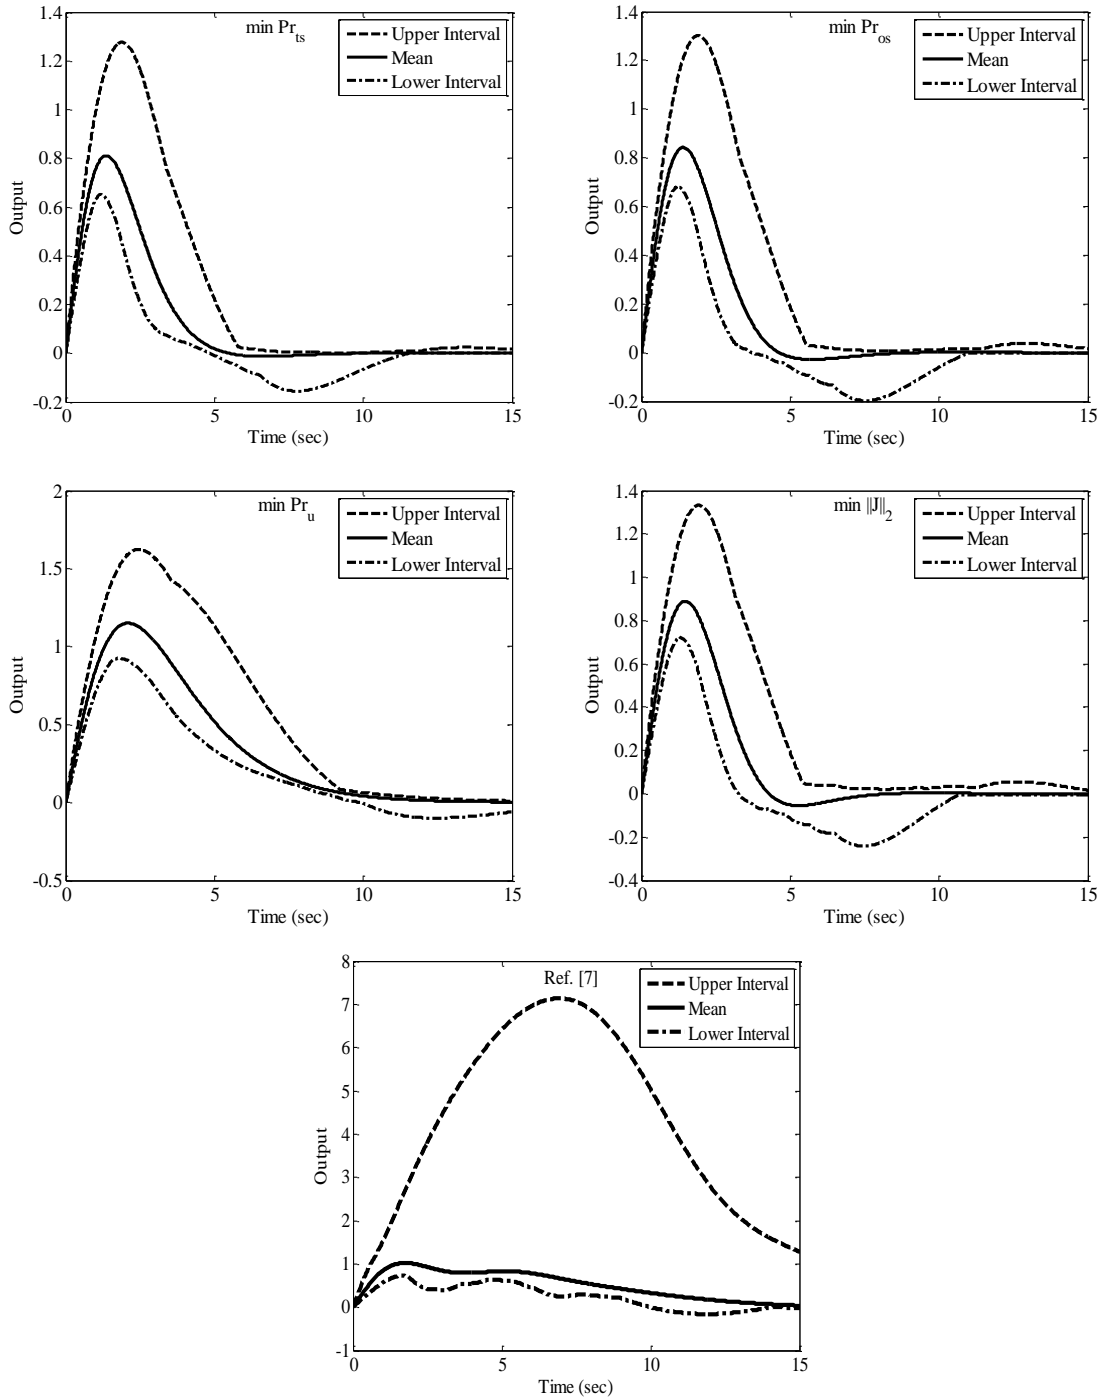 min Pr_ts
Upper Interval
Mean
Lower Interval
1.4
1.2
1
0.8
0.6
0.4
0.2
0
-0.2
Output
0 5 10 15
Time (sec)
min Pr_os
Upper Interval
Mean
Lower Interval
1.4
1.2
1
0.8
0.6
0.4
0.2
0
-0.2
Output
0 5 10 15
Time (sec)
min Pr_u
Upper Interval
Mean
Lower Interval
2
1.5
1
0.5
0
-0.5
Output
0 5 10 15
Time (sec)
min ||J||_2
Upper Interval
Mean
Lower Interval
1.4
1.2
1
0.8
0.6
0.4
0.2
0
-0.2
-0.4
Output
0 5 10 15
Time (sec)
Ref. [7]
Upper Interval
Mean
Lower Interval
8
7
6
5
4
3
2
1
0
-1
Output
0 5 10 15
Time (sec)